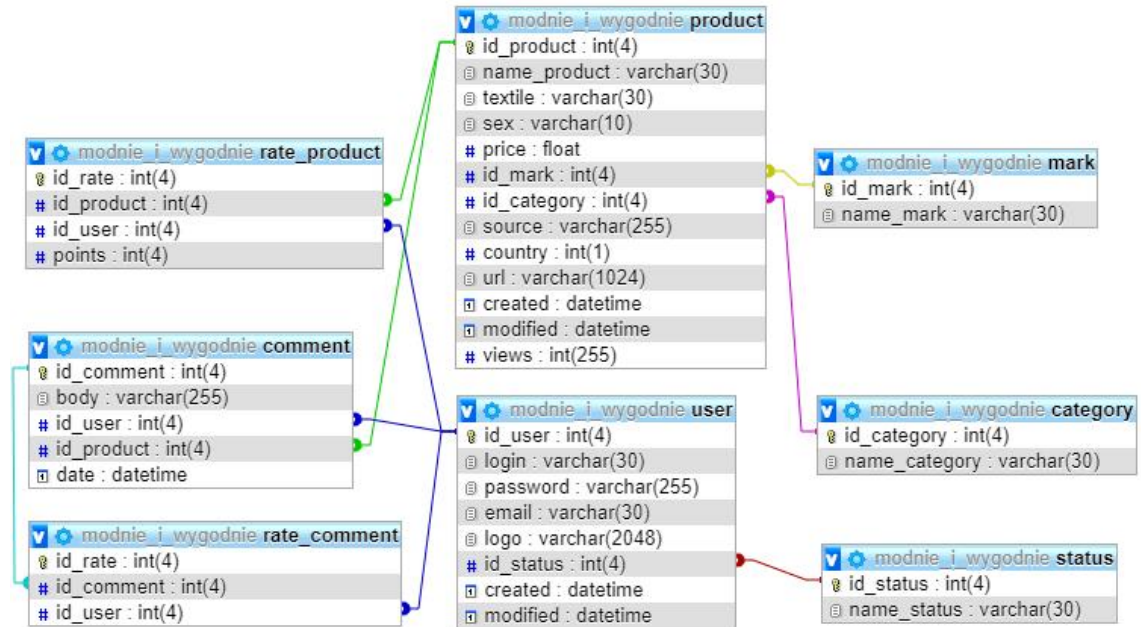 modnie_i_wygodnie product
id_product : int(4)
name_product : varchar(30)
textile : varchar(30)
sex : varchar(10)
# price : float
# id_mark : int(4)
# id_category : int(4)
source : varchar(255)
# country : int(1)
url : varchar(1024)
created : datetime
modified : datetime
# views : int(255)
modnie_i_wygodnie rate_product
id_rate : int(4)
# id_product : int(4)
# id_user : int(4)
# points : int(4)
modnie_i_wygodnie mark
id_mark : int(4)
name_mark : varchar(30)
modnie_i_wygodnie comment
id_comment : int(4)
body : varchar(255)
# id_user : int(4)
# id_product : int(4)
date : datetime
modnie_i_wygodnie user
id_user : int(4)
login : varchar(30)
password : varchar(255)
email : varchar(30)
logo : varchar(2048)
# id_status : int(4)
created : datetime
modified : datetime
modnie_i_wygodnie category
id_category : int(4)
name_category : varchar(30)
modnie_i_wygodnie rate_comment
id_rate : int(4)
# id_comment : int(4)
# id_user : int(4)
modnie_i_wygodnie status
id_status : int(4)
name_status : varchar(30)